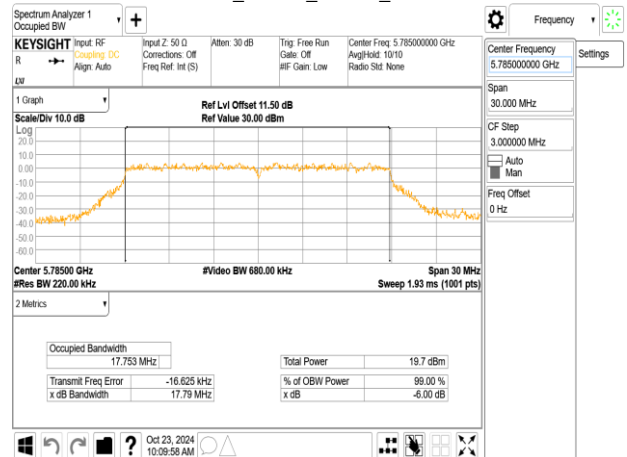 Spectrum Analyzer 1
Occupied BW
Frequency
KEYSIGHT
R
LXI
Input: RF
Coupling: DC
Align: Auto
Input Z: 50 Ω
Corrections: Off
Freq Ref: Int (S)
Atten: 30 dB
Trig: Free Run
Gate: Off
#IF Gain: Low
Center Freq: 5.785000000 GHz
Avg|Hold: 10/10
Radio Std: None
Center Frequency
5.785000000 GHz
Settings
Span
30.000 MHz
CF Step
3.000000 MHz
Auto
Man
Freq Offset
0 Hz
1 Graph
Scale/Div 10.0 dB
Ref Lvl Offset 11.50 dB
Ref Value 30.00 dBm
Log
20.0
10.0
0.00
-10.0
-20.0
-30.0
-40.0
-50.0
-60.0
Center 5.78500 GHz
#Video BW 680.00 kHz
Span 30 MHz
#Res BW 220.00 kHz
Sweep 1.93 ms (1001 pts)
2 Metrics
Occupied Bandwidth
17.753 MHz
Total Power 19.7 dBm
Transmit Freq Error -16.625 kHz
% of OBW Power 99.00 %
x dB Bandwidth 17.79 MHz
x dB -6.00 dB
?
Oct 23, 2024
10:09:58 AM